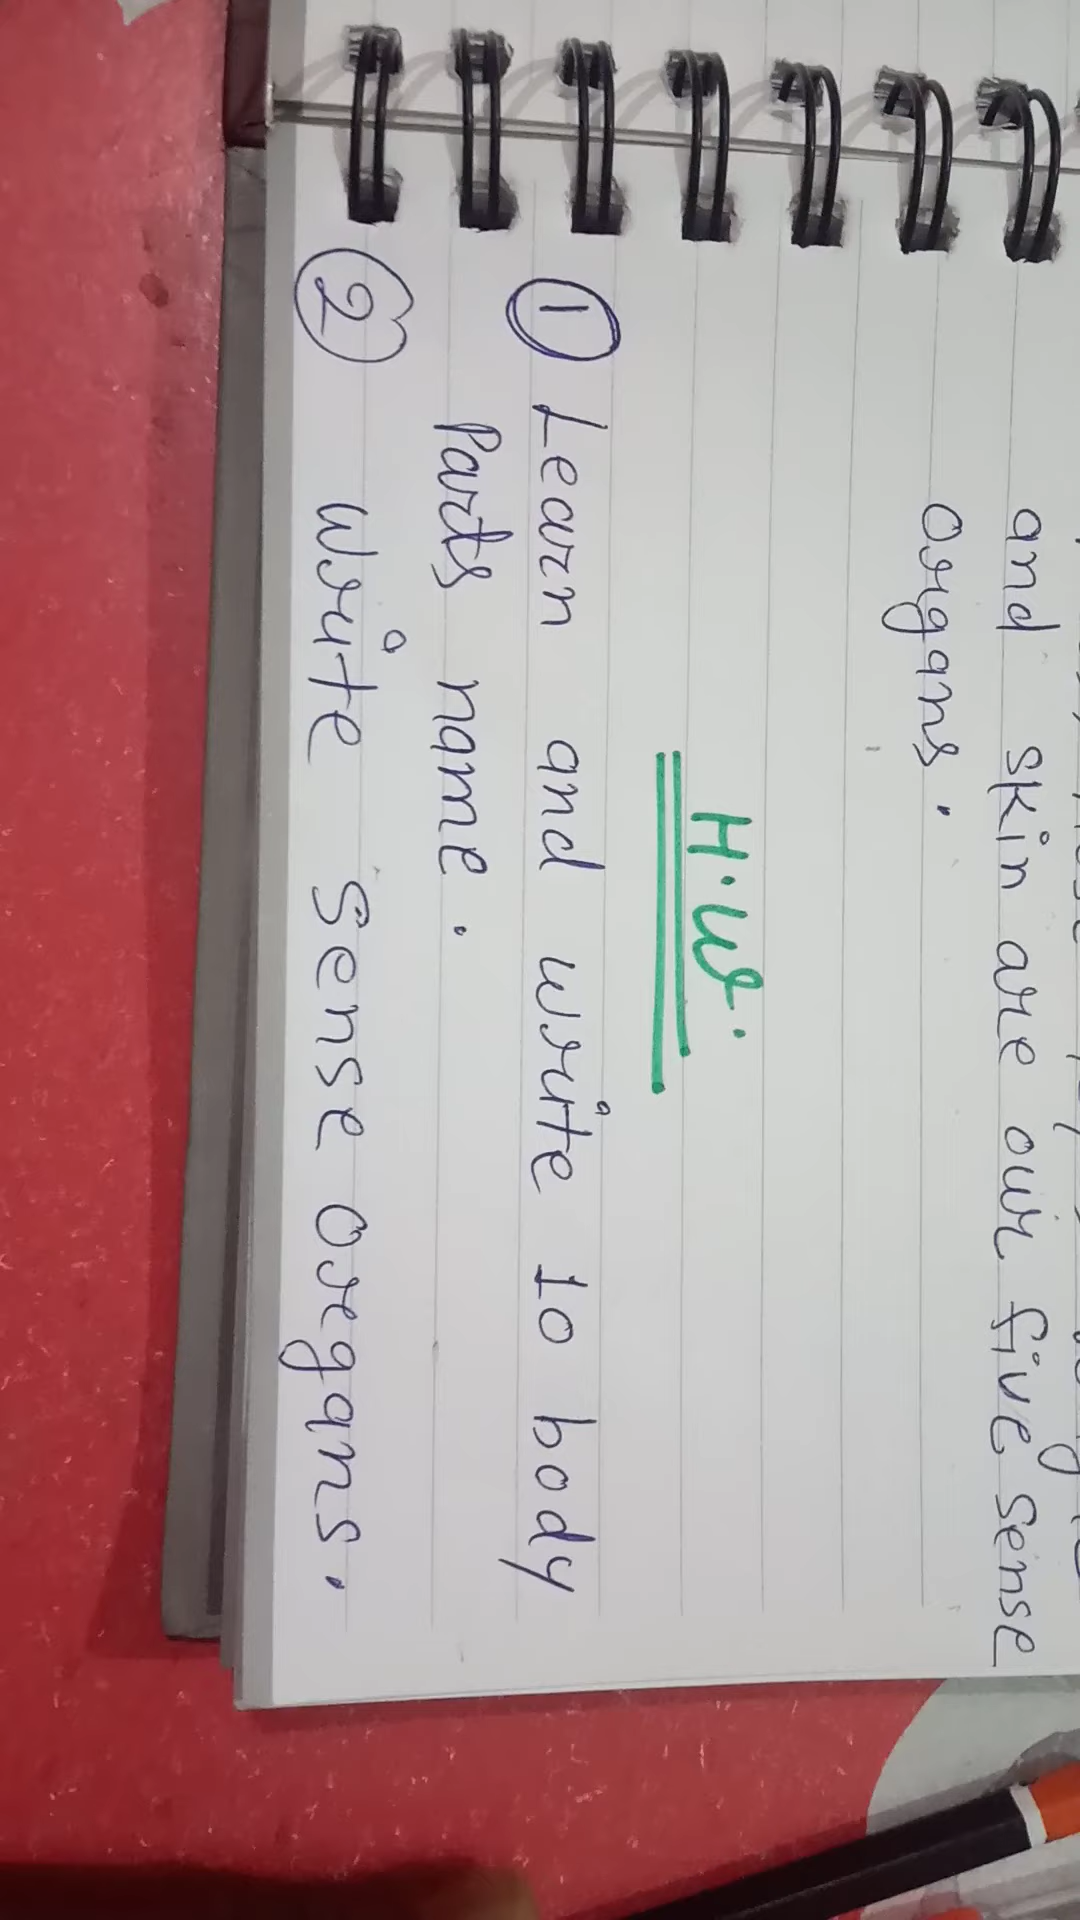 and skin are our five sense
organs.
H.W.
① Learn and write 10 body
Parts name.
② Write Sense organs.